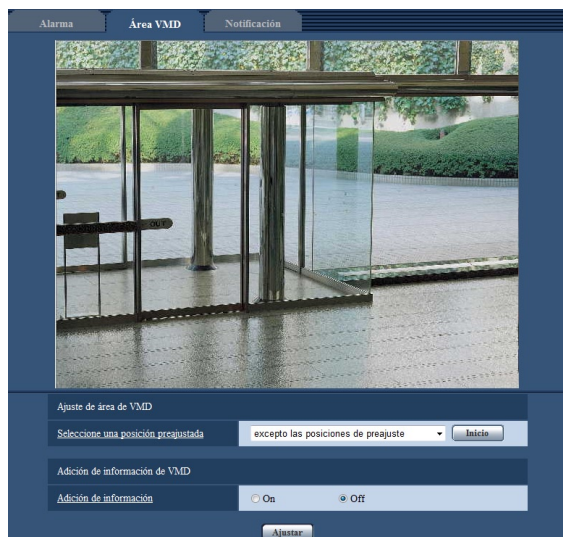 Alarma Área VMD Notificación
OUT
Ajuste de área de VMD
Seleccione una posición preajustada excepto las posiciones de preajuste Inicio
Adición de información de VMD
Adición de información On Off
Ajustar